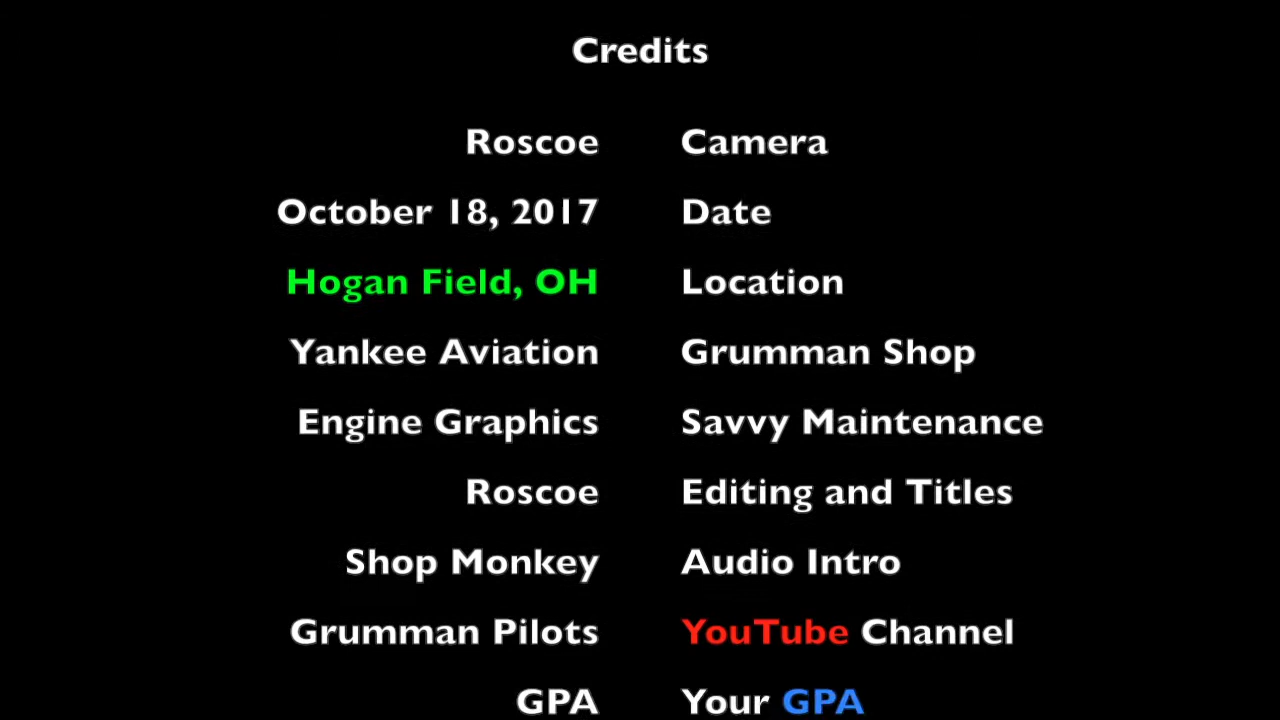 Credits
Roscoe Camera
October 18, 2017 Date
Hogan Field, OH Location
Yankee Aviation Grumman Shop
Engine Graphics Savvy Maintenance
Roscoe Editing and Titles
Shop Monkey Audio Intro
Grumman Pilots YouTube Channel
GPA Your GPA